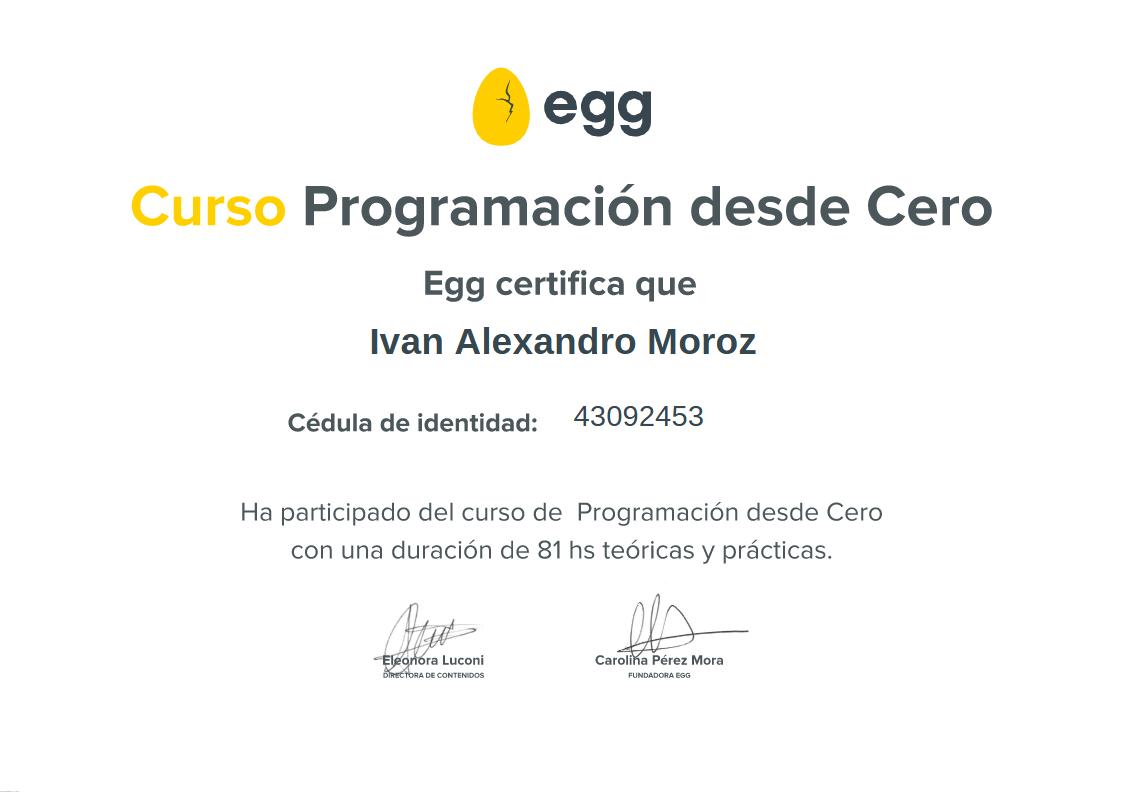 egg
Curso Programación desde Cero
Egg certifica que
Ivan Alexandro Moroz
Cédula de identidad: 43092453
Ha participado del curso de Programación desde Cero
con una duración de 81 hs teóricas y prácticas.
Eleonora Luconi
DIRECTORA DE CONTENIDOS
Carolina Pérez Mora
FUNDADORA EGG